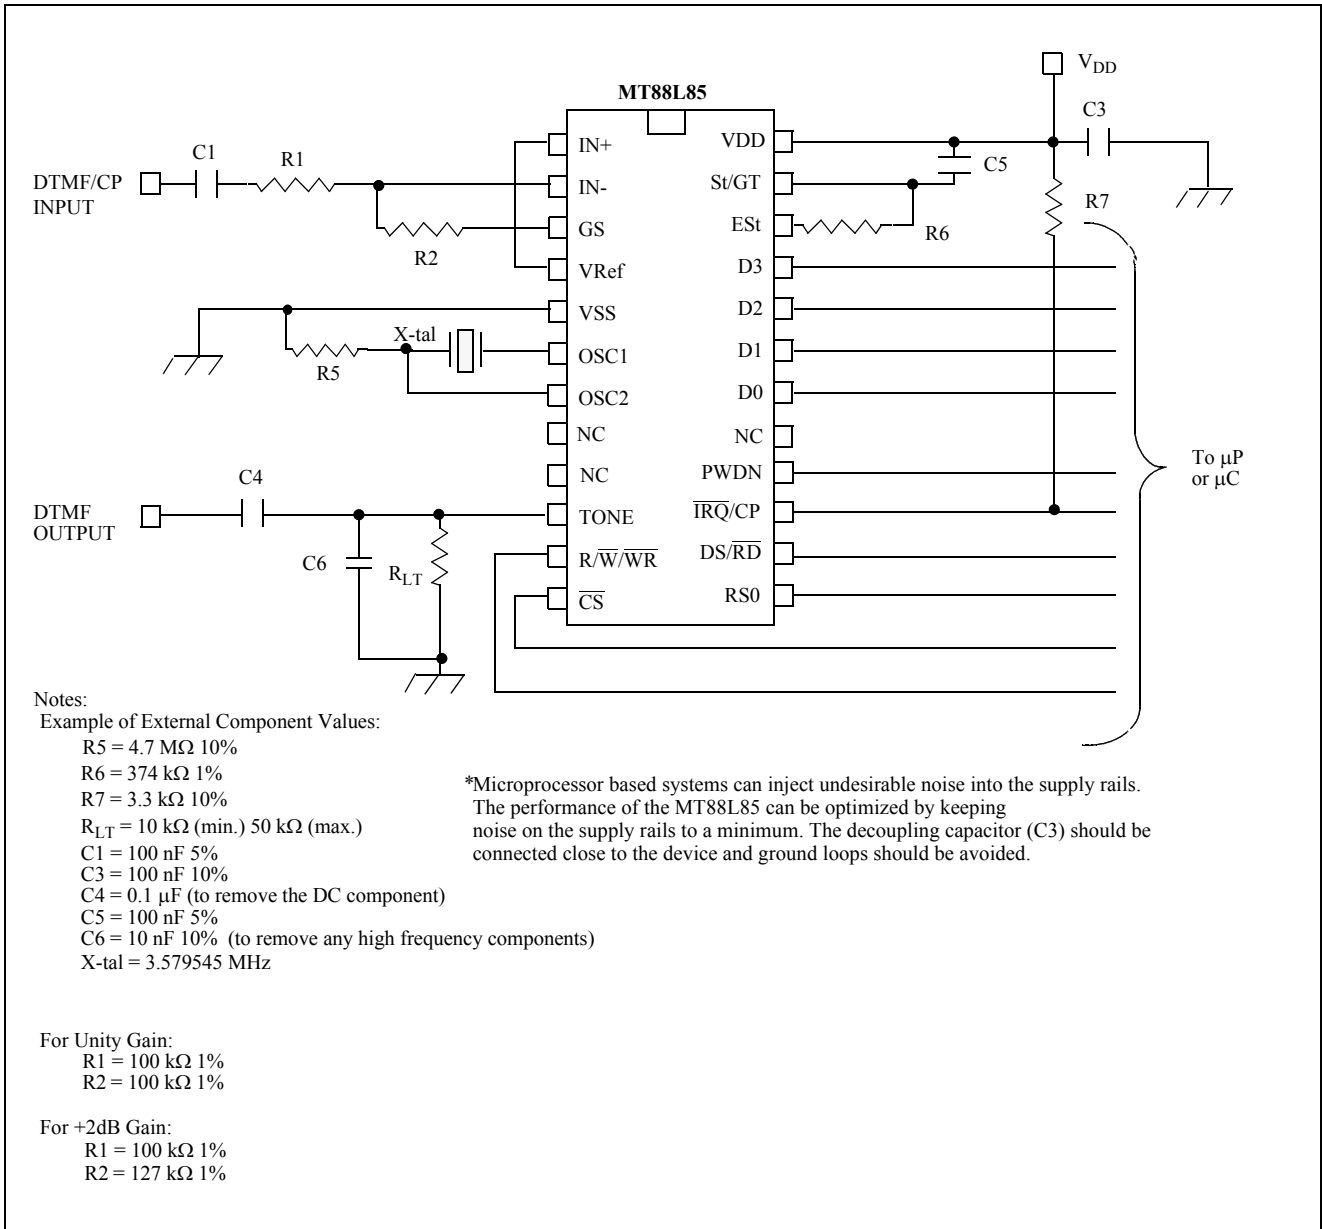 MT88L85
V_DD
C3
C1
R1
DTMF/CP
INPUT
IN+
VDD
C5
IN-
St/GT
R7
GS
ESt
R6
R2
VRef
D3
VSS
D2
X-tal
R5
OSC1
D1
OSC2
D0
NC
NC
To μP
or μC
C4
NC
PWDN
DTMF
OUTPUT
TONE
I̅R̅Q̅/CP
C6
R_LT
R/W̅/W̅R̅
DS/R̅D̅
C̅S̅
RS0
Notes:
Example of External Component Values:
R5 = 4.7 MΩ 10%
R6 = 374 kΩ 1%
R7 = 3.3 kΩ 10%
R_LT = 10 kΩ (min.) 50 kΩ (max.)
C1 = 100 nF 5%
C3 = 100 nF 10%
C4 = 0.1 μF (to remove the DC component)
C5 = 100 nF 5%
C6 = 10 nF 10% (to remove any high frequency components)
X-tal = 3.579545 MHz
*Microprocessor based systems can inject undesirable noise into the supply rails.
The performance of the MT88L85 can be optimized by keeping
noise on the supply rails to a minimum. The decoupling capacitor (C3) should be
connected close to the device and ground loops should be avoided.
For Unity Gain:
R1 = 100 kΩ 1%
R2 = 100 kΩ 1%
For +2dB Gain:
R1 = 100 kΩ 1%
R2 = 127 kΩ 1%